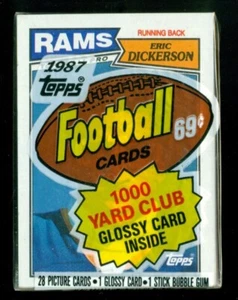 RAMS
RUNNING BACK
ERIC
DICKERSON
PRO
1987
Topps
Football
69¢
CARDS
1000
YARD CLUB
GLOSSY CARD
INSIDE
Topps
28 PICTURE CARDS • 1 GLOSSY CARD • 1 STICK BUBBLE GUM